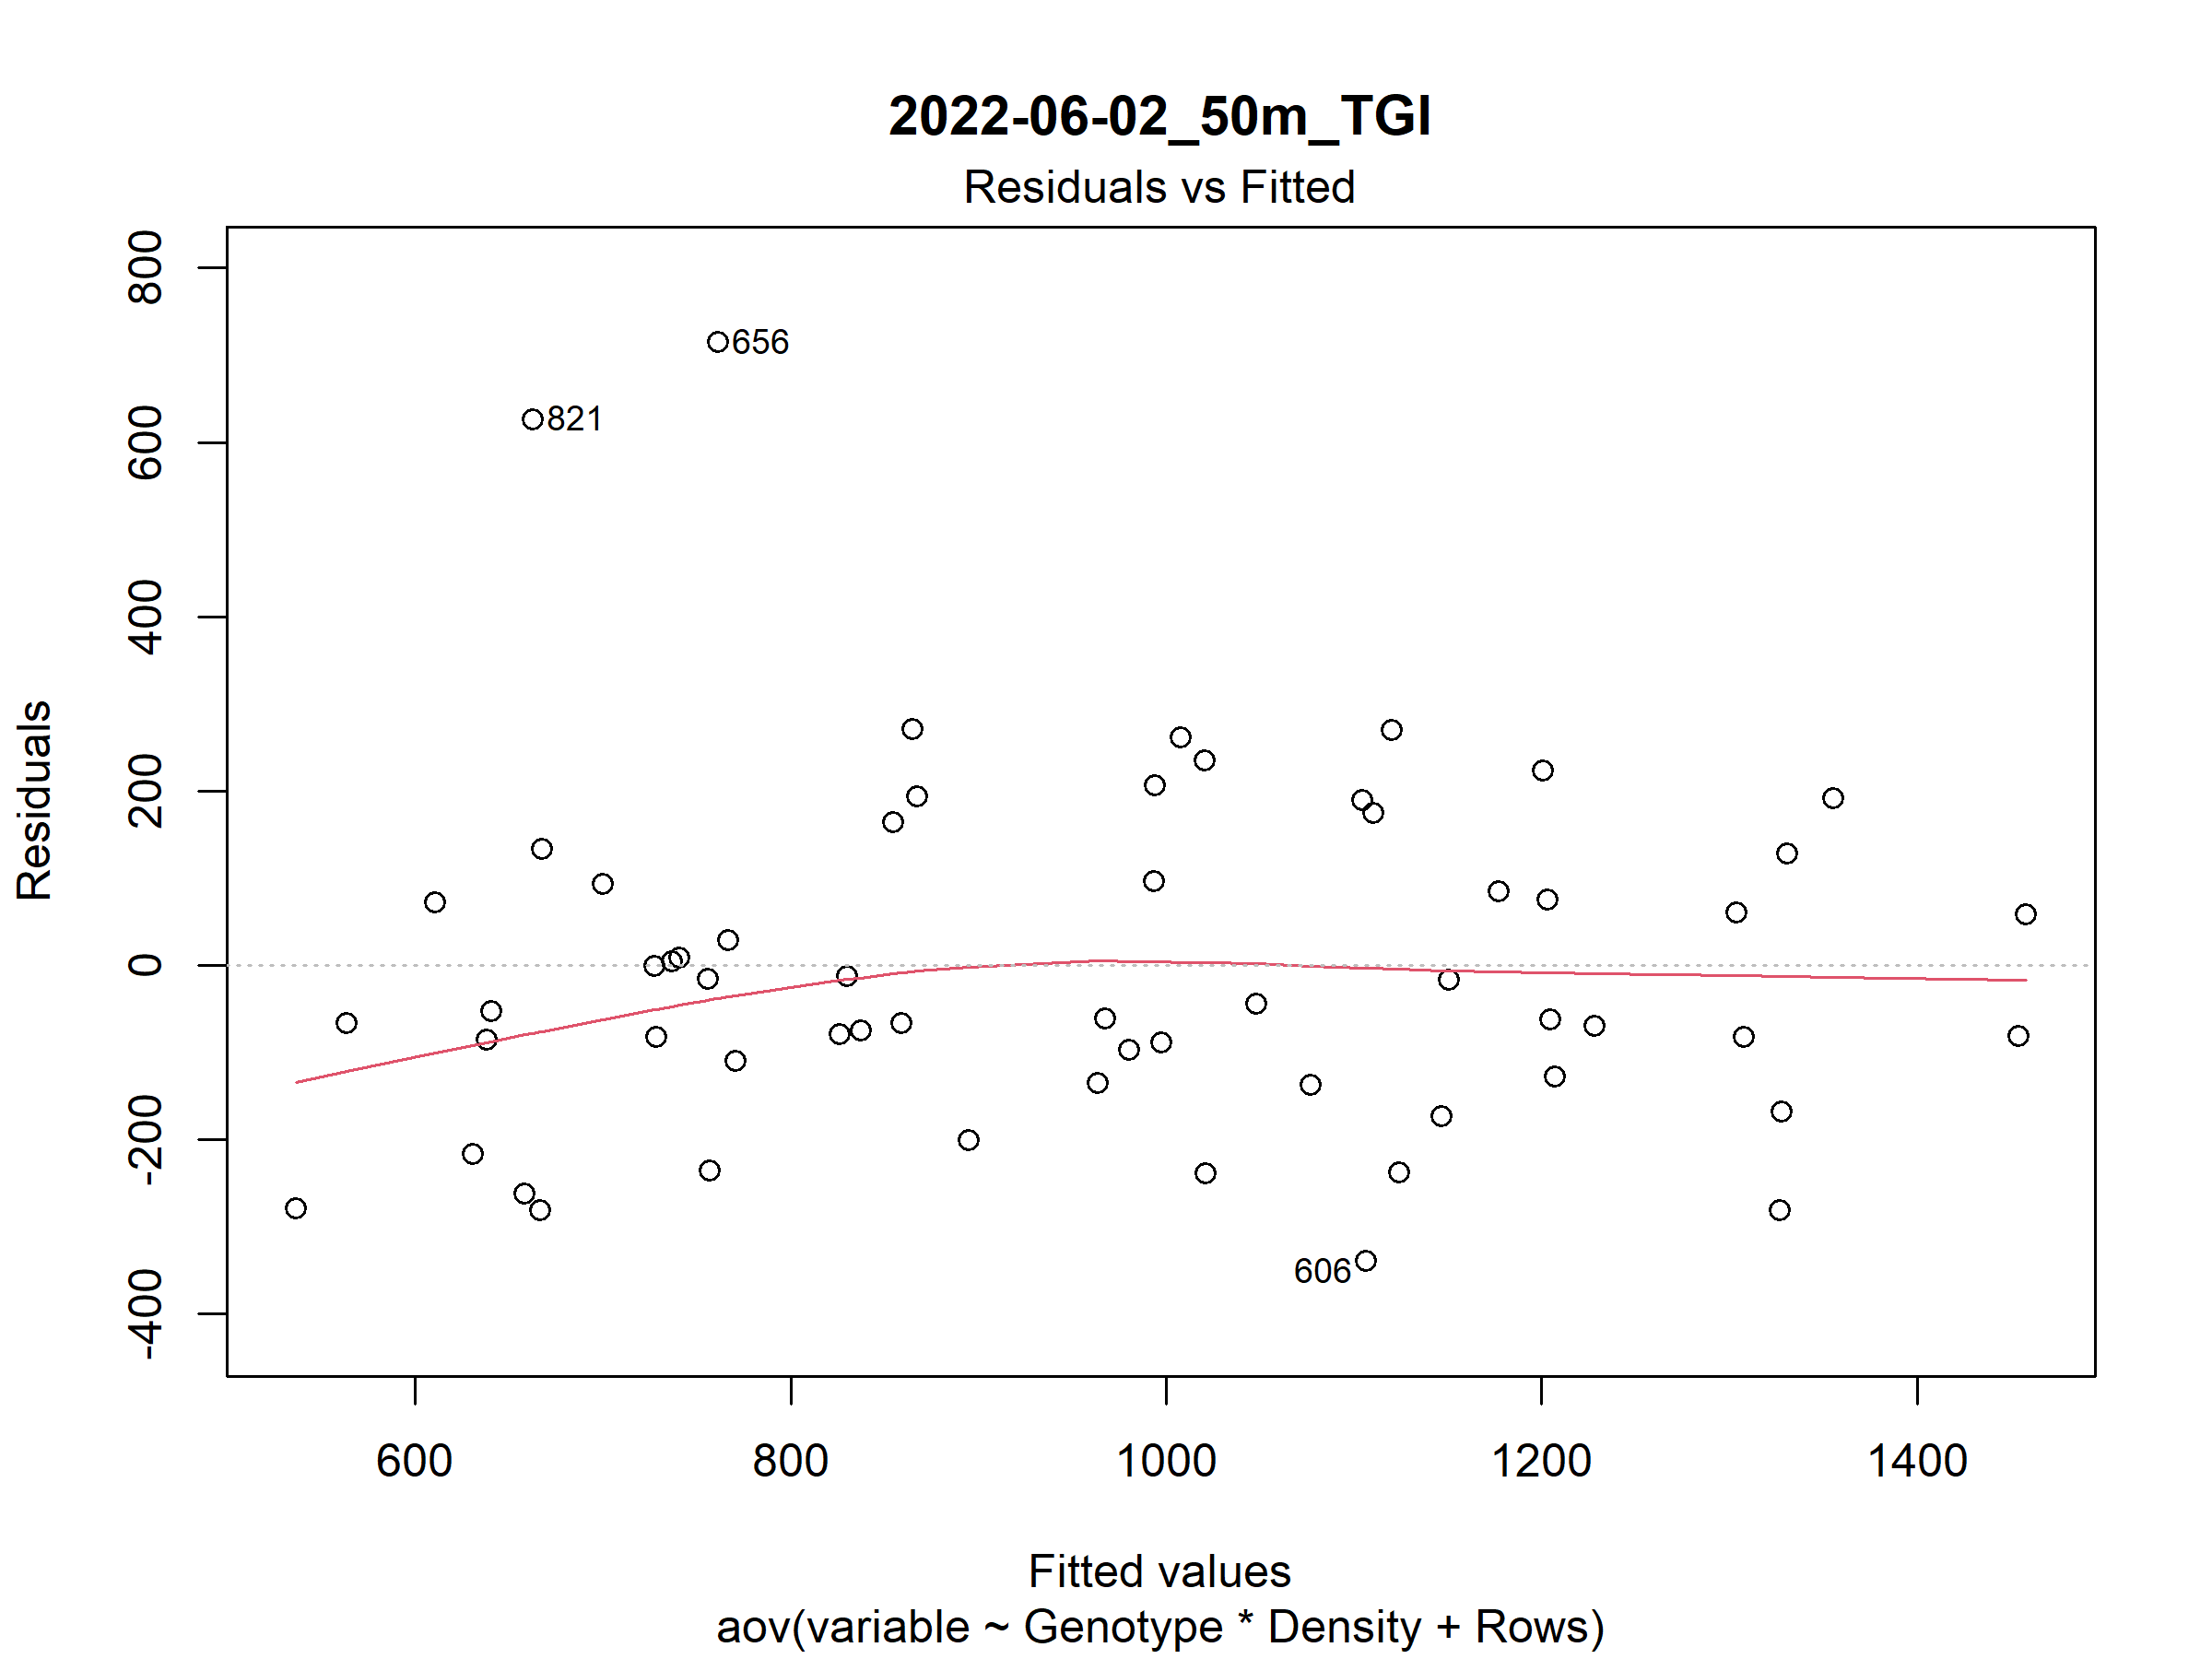 2022-06-02_50m_TGI
Residuals vs Fitted
Residuals
800
600
400
200
0
-200
-400
656
821
606
600 800 1000 1200 1400
Fitted values
aov(variable ~ Genotype * Density + Rows)